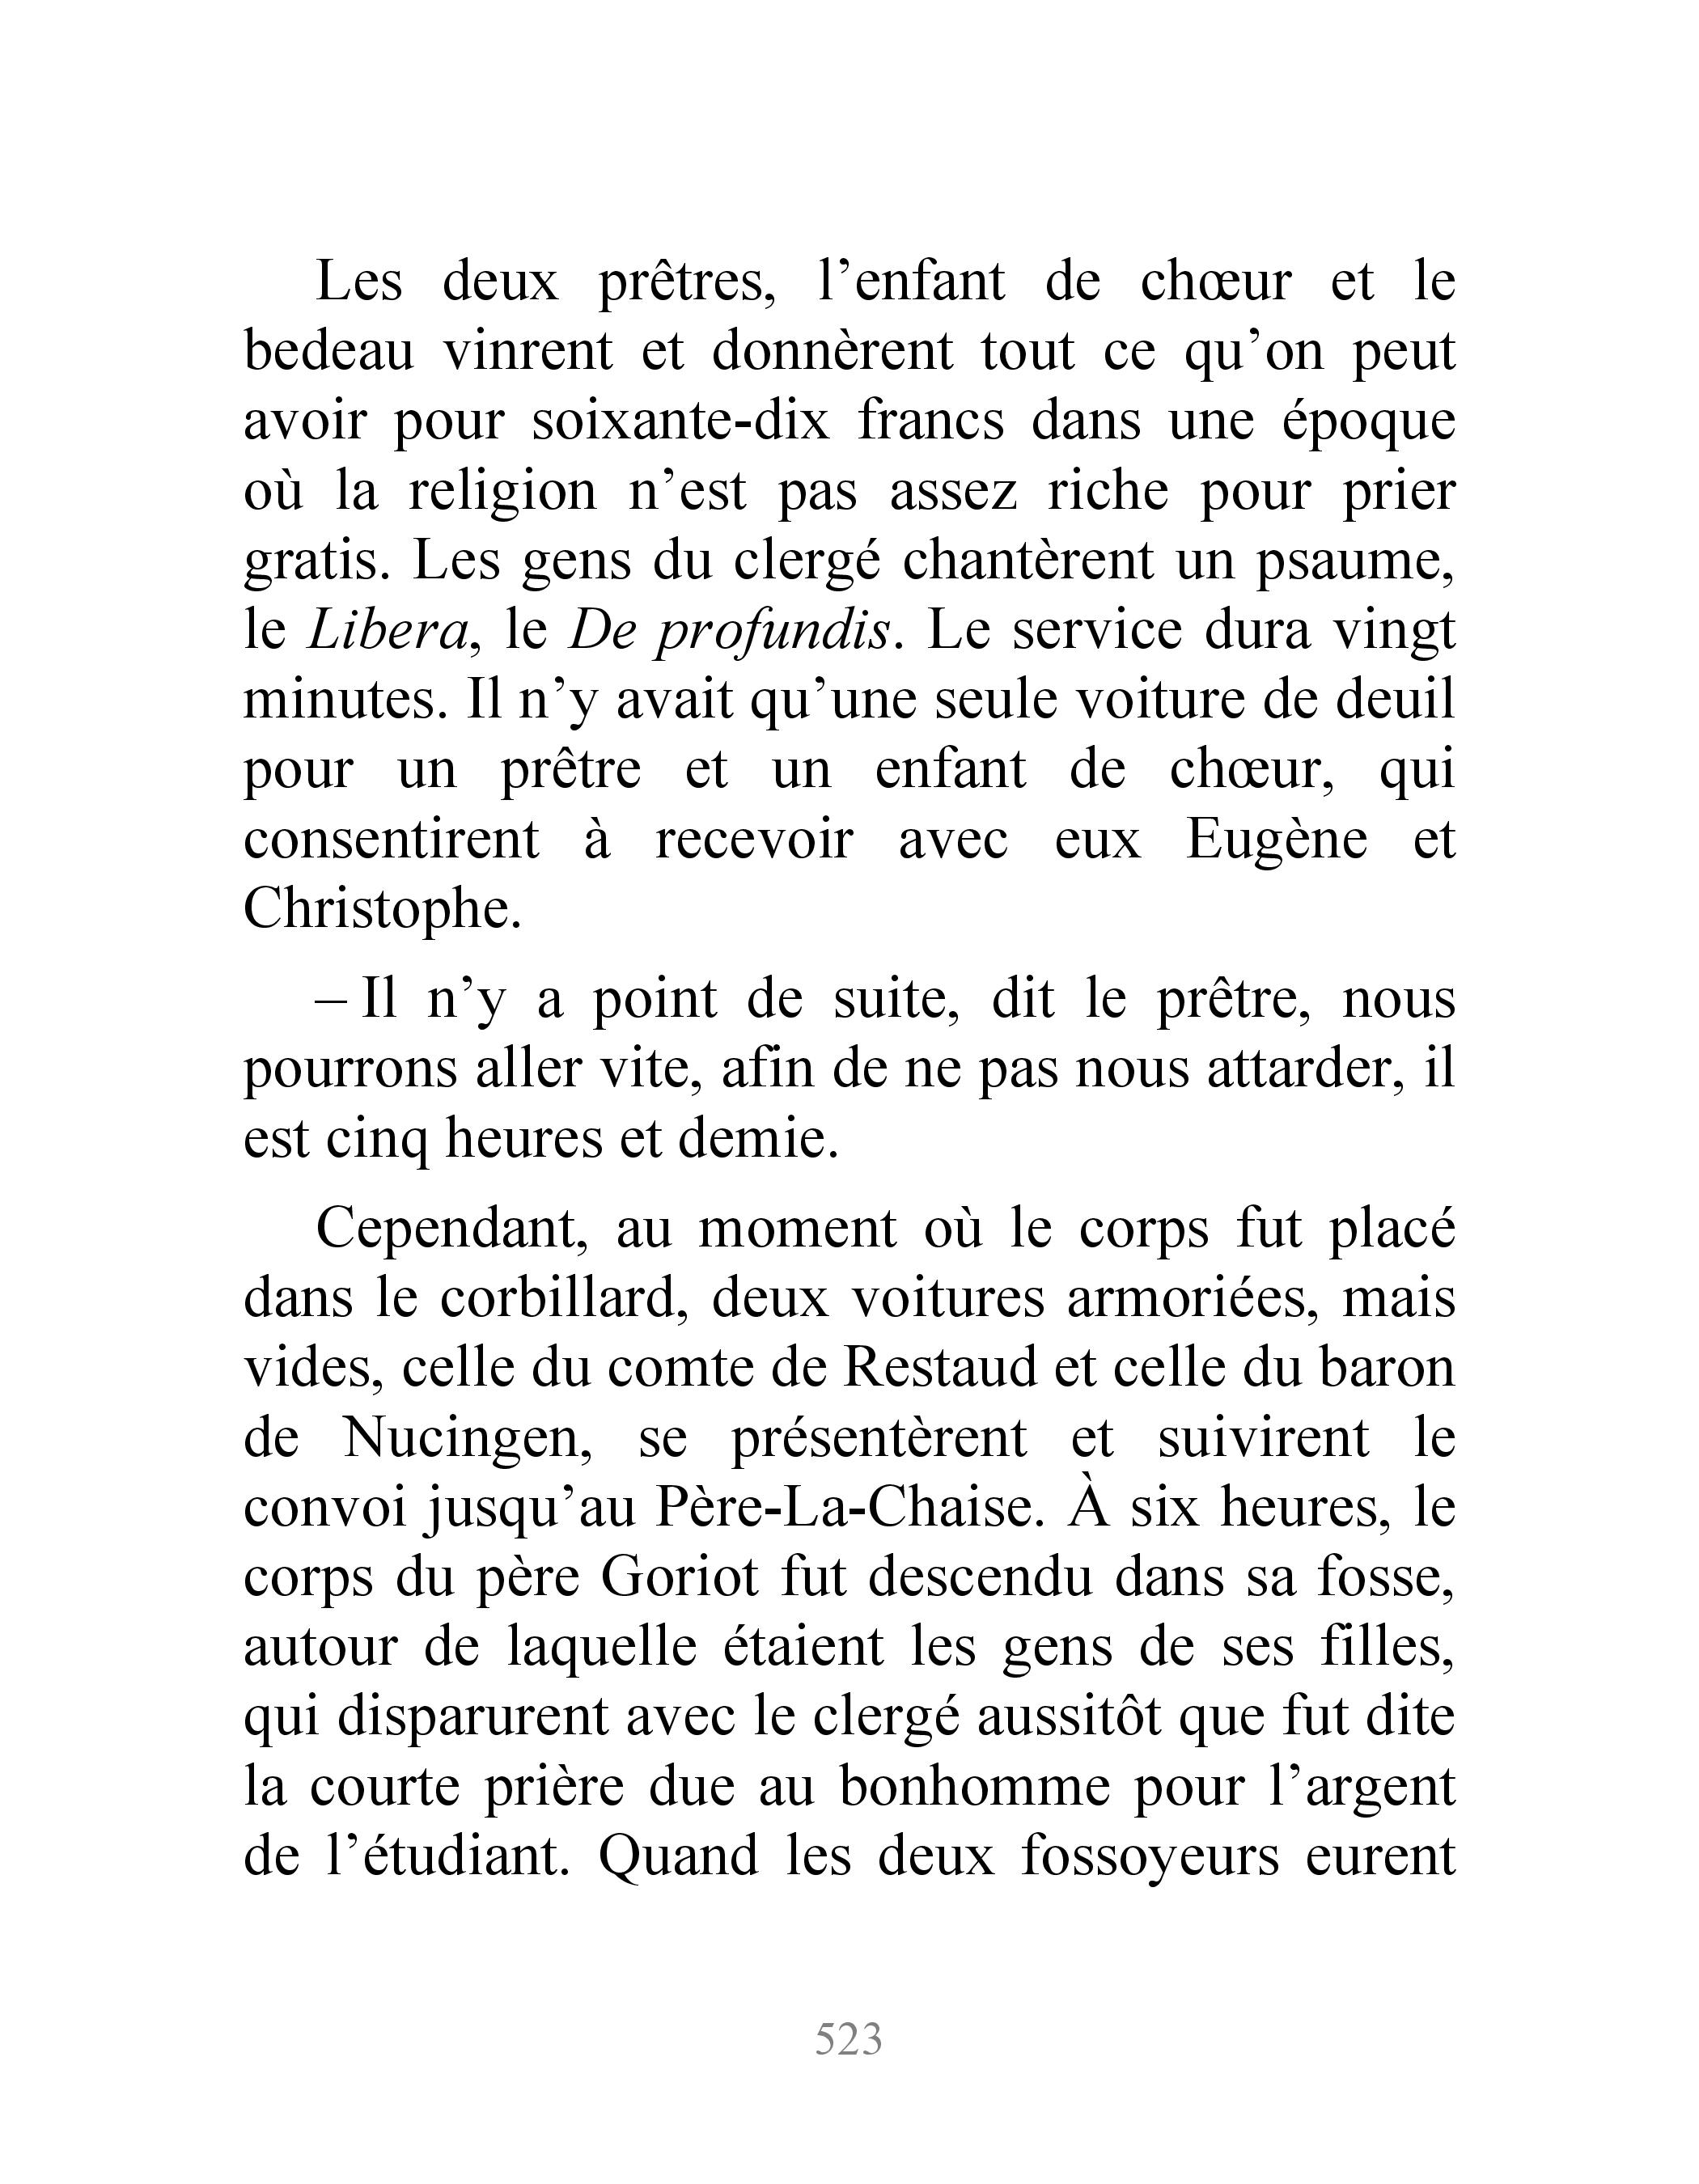 Les deux prêtres, l’enfant de chœur et le
bedeau vinrent et donnèrent tout ce qu’on peut
avoir pour soixante-dix francs dans une époque
où la religion n’est pas assez riche pour prier
gratis. Les gens du clergé chantèrent un psaume,
le Libera, le De profundis. Le service dura vingt
minutes. Il n’y avait qu’une seule voiture de deuil
pour un prêtre et un enfant de chœur, qui
consentirent à recevoir avec eux Eugène et
Christophe.
– Il n’y a point de suite, dit le prêtre, nous
pourrons aller vite, afin de ne pas nous attarder, il
est cinq heures et demie.
Cependant, au moment où le corps fut placé
dans le corbillard, deux voitures armoriées, mais
vides, celle du comte de Restaud et celle du baron
de Nucingen, se présentèrent et suivirent le
convoi jusqu’au Père-La-Chaise. À six heures, le
corps du père Goriot fut descendu dans sa fosse,
autour de laquelle étaient les gens de ses filles,
qui disparurent avec le clergé aussitôt que fut dite
la courte prière due au bonhomme pour l’argent
de l’étudiant. Quand les deux fossoyeurs eurent
523